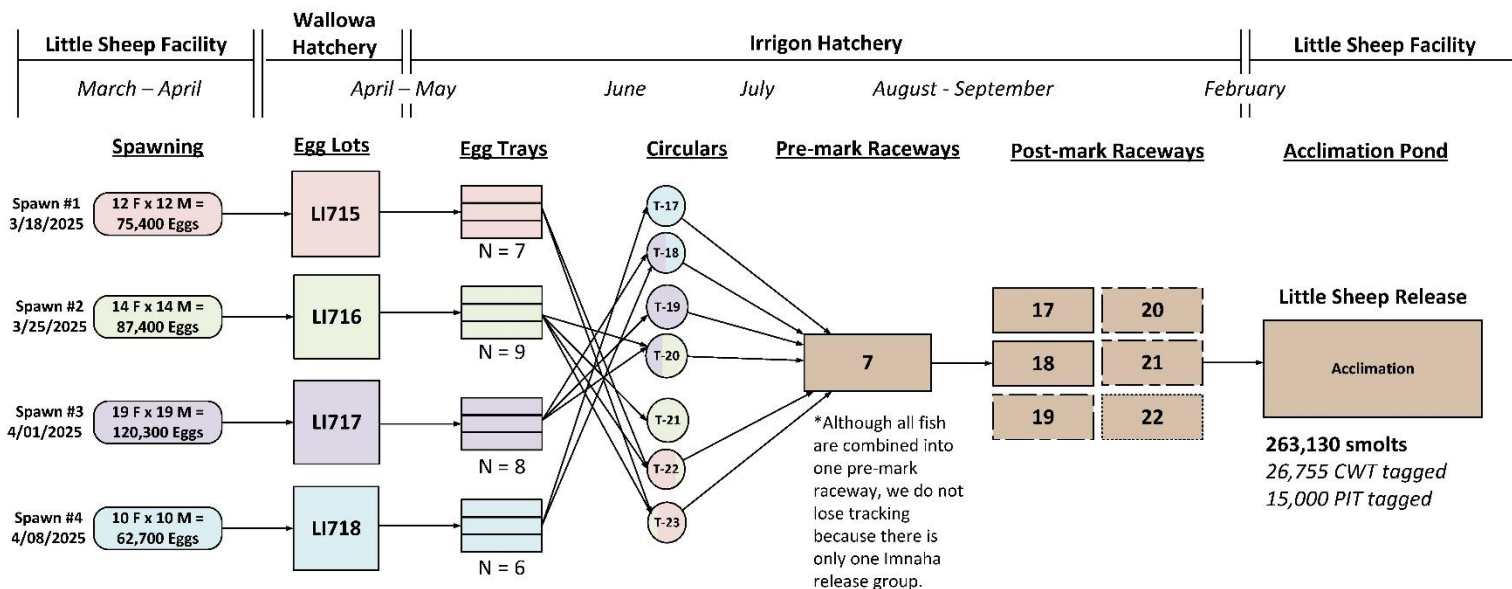 Little Sheep Facility
Wallowa
Hatchery
Irrigon Hatchery
Little Sheep Facility
March – April
April – May
June
July
August - September
February
Spawning
Egg Lots
Egg Trays
Circulars
Pre-mark Raceways
Post-mark Raceways
Acclimation Pond
Spawn #1
3/18/2025
12 F x 12 M =
75,400 Eggs
LI715
N = 7
Spawn #2
3/25/2025
14 F x 14 M =
87,400 Eggs
LI716
N = 9
Spawn #3
4/01/2025
19 F x 19 M =
120,300 Eggs
LI717
N = 8
Spawn #4
4/08/2025
10 F x 10 M =
62,700 Eggs
LI718
N = 6
T-17
T-18
T-19
T-20
T-21
T-22
T-23
7
*Although all fish
are combined into
one pre-mark
raceway, we do not
lose tracking
because there is
only one Imnaha
release group.
17
20
18
21
19
22
Little Sheep Release
Acclimation
263,130 smolts
26,755 CWT tagged
15,000 PIT tagged